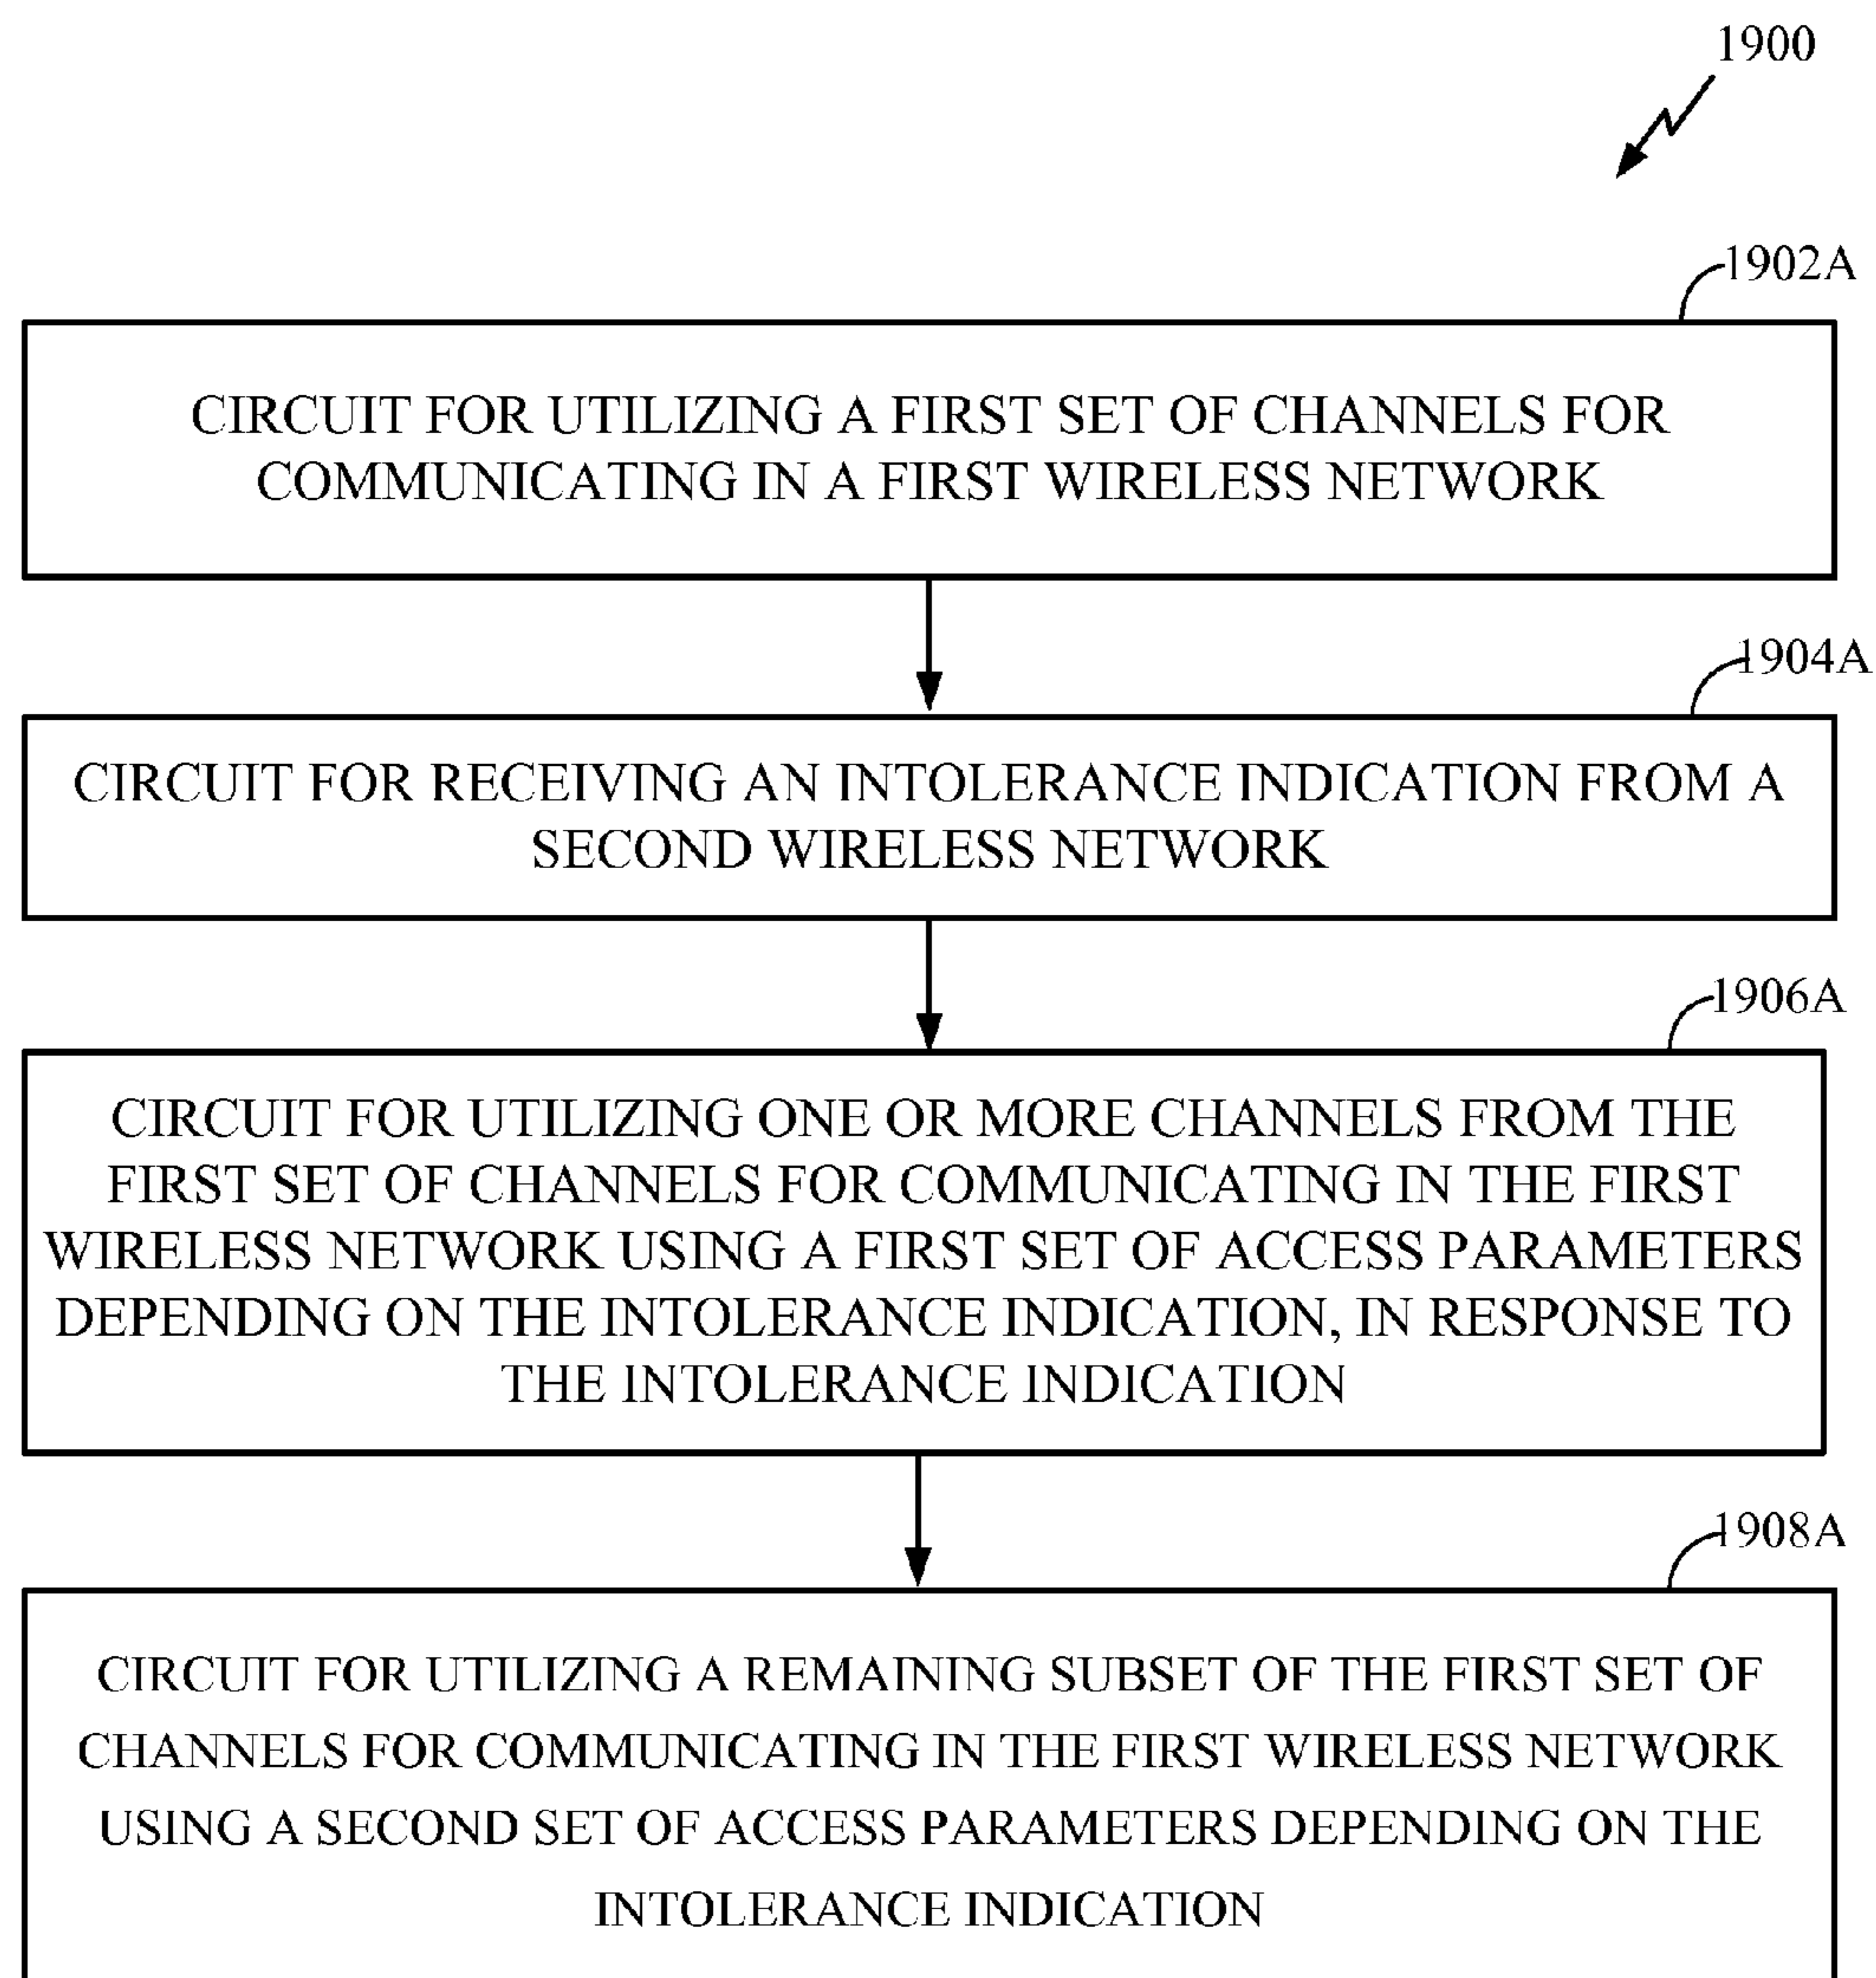 1900
1902A
CIRCUIT FOR UTILIZING A FIRST SET OF CHANNELS FOR
COMMUNICATING IN A FIRST WIRELESS NETWORK
1904A
CIRCUIT FOR RECEIVING AN INTOLERANCE INDICATION FROM A
SECOND WIRELESS NETWORK
1906A
CIRCUIT FOR UTILIZING ONE OR MORE CHANNELS FROM THE
FIRST SET OF CHANNELS FOR COMMUNICATING IN THE FIRST
WIRELESS NETWORK USING A FIRST SET OF ACCESS PARAMETERS
DEPENDING ON THE INTOLERANCE INDICATION, IN RESPONSE TO
THE INTOLERANCE INDICATION
1908A
CIRCUIT FOR UTILIZING A REMAINING SUBSET OF THE FIRST SET OF
CHANNELS FOR COMMUNICATING IN THE FIRST WIRELESS NETWORK
USING A SECOND SET OF ACCESS PARAMETERS DEPENDING ON THE
INTOLERANCE INDICATION